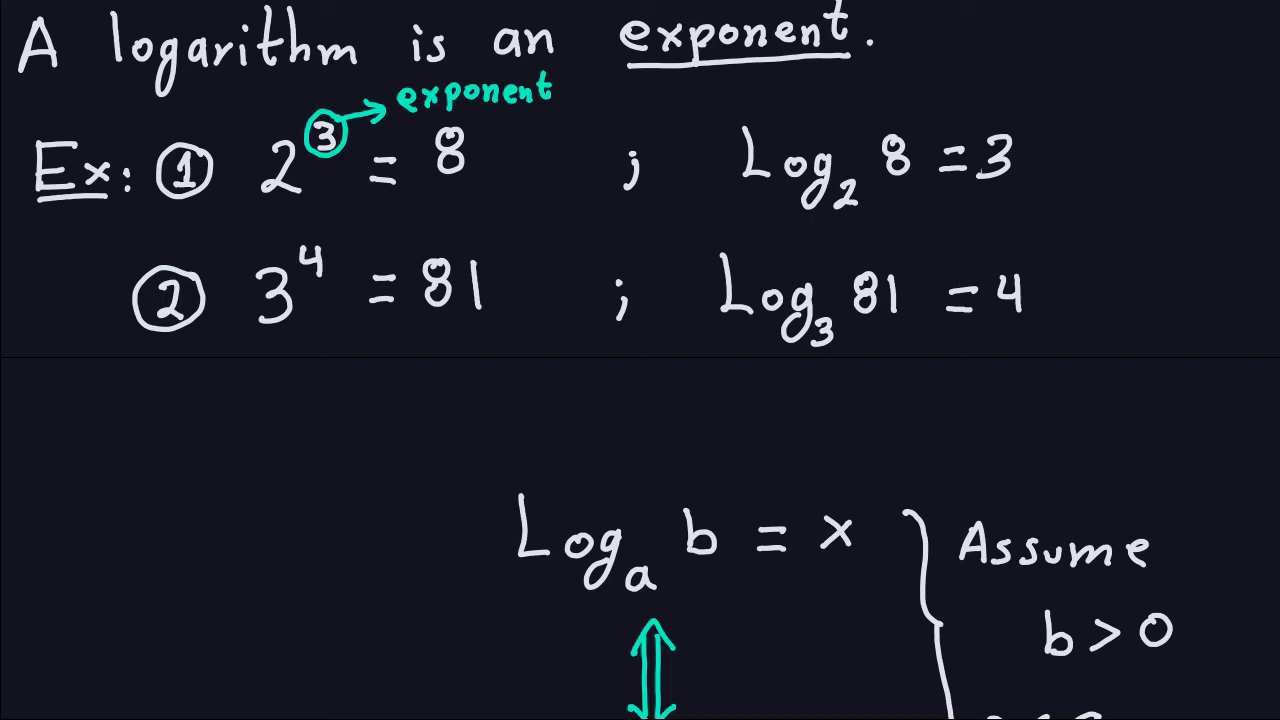 A logarithm is an exponent.
exponent
Ex: ① 2³ = 8 ; Log₂ 8 = 3
② 3⁴ = 81 ; Log₃ 81 = 4
Logₐ b = x } Assume
b > 0